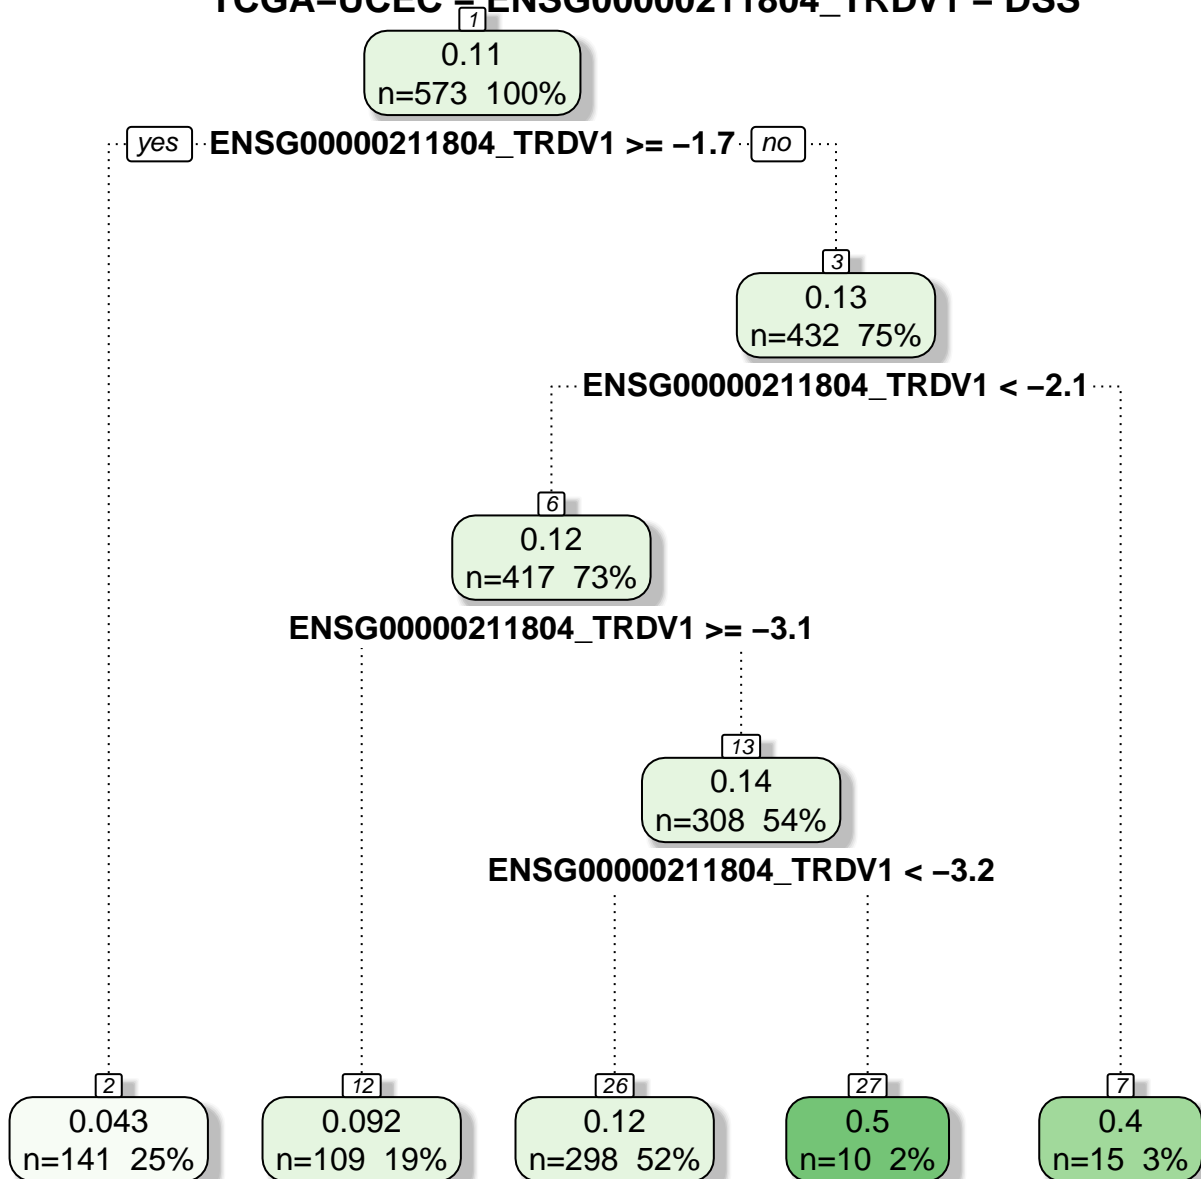 TCGA−UCEC − ENSG00000211804_TRDV1 − DSS
1
0.11
n=573 100%
yes ENSG00000211804_TRDV1 >= −1.7 no
3
0.13
n=432 75%
ENSG00000211804_TRDV1 < −2.1
6
0.12
n=417 73%
ENSG00000211804_TRDV1 >= −3.1
13
0.14
n=308 54%
ENSG00000211804_TRDV1 < −3.2
2
0.043
n=141 25%
12
0.092
n=109 19%
26
0.12
n=298 52%
27
0.5
n=10 2%
7
0.4
n=15 3%